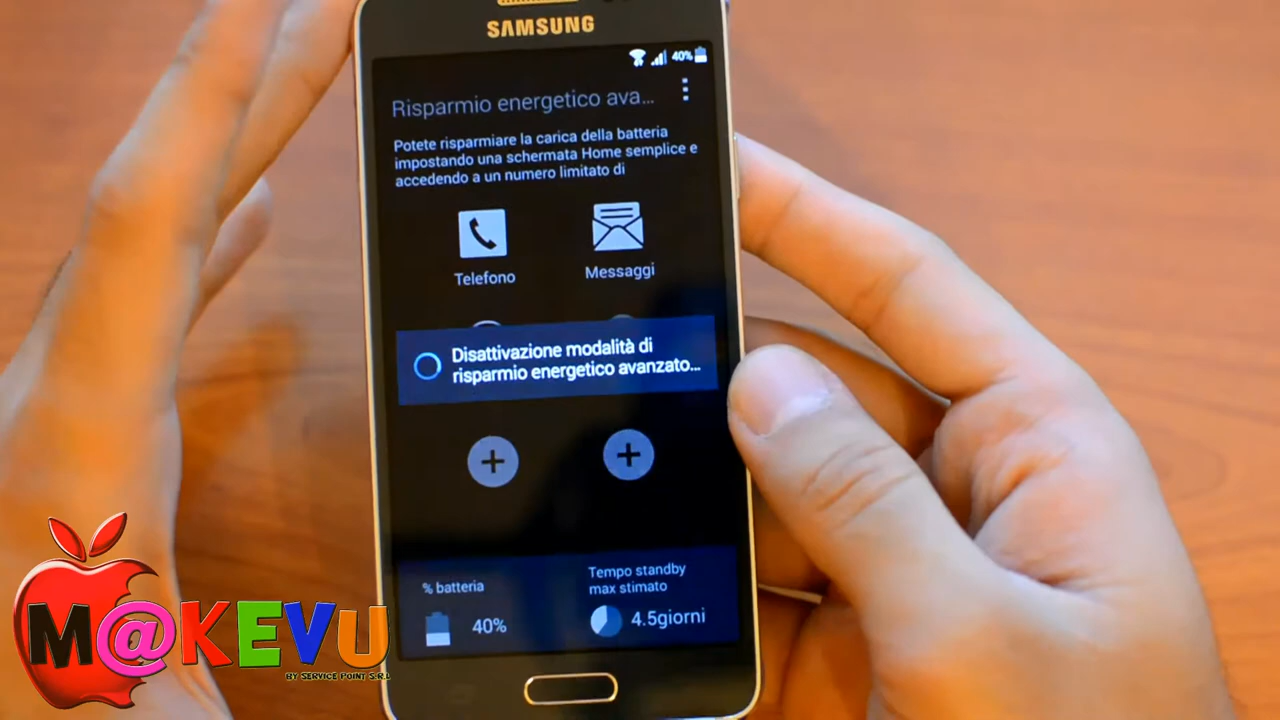 SAMSUNG
40%
Risparmio energetico ava...
Potete risparmiare la carica della batteria
impostando una schermata Home semplice e
accedendo a un numero limitato di
Telefono
Messaggi
Disattivazione modalità di
risparmio energetico avanzato...
% batteria
40%
Tempo standby
max stimato
4.5giorni
M@KEVU
BY SERVICE POINT S.R.L